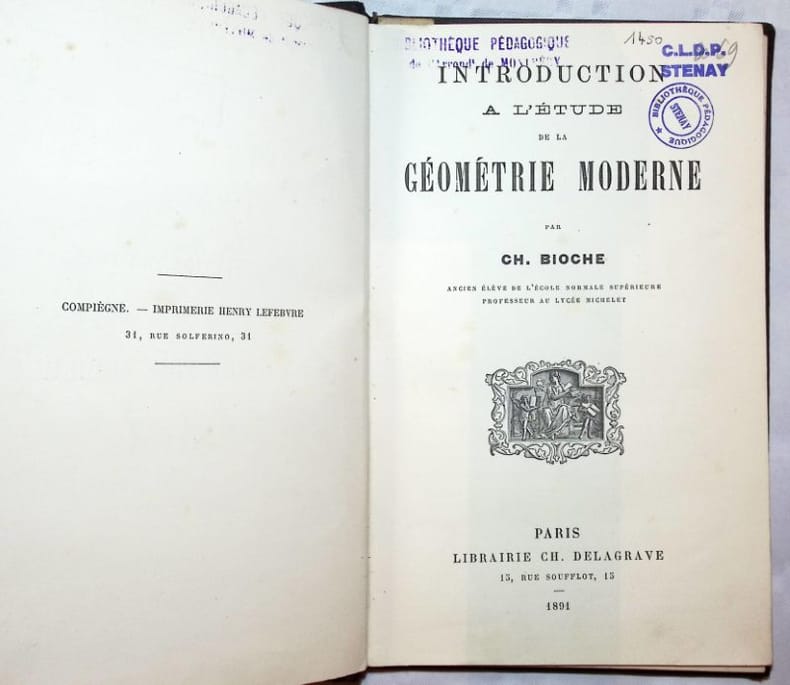 COMPIÈGNE. — IMPRIMERIE HENRY LEFEBVRE
31, RUE SOLFERINO, 31
BLIOTHÈQUE PÉDAGOGIQUE
1450
C.L.D.P.
STENAY
BIBLIOTHÈQUE PÉDAGOGIQUE
STENAY
INTRODUCTION
A L'ÉTUDE
DE LA
GÉOMÉTRIE MODERNE
PAR
CH. BIOCHE
ANCIEN ÉLÈVE DE L'ÉCOLE NORMALE SUPÉRIEURE
PROFESSEUR AU LYCÉE MICHELET
PARIS
LIBRAIRIE CH. DELAGRAVE
15, RUE SOUFFLOT, 15
1891